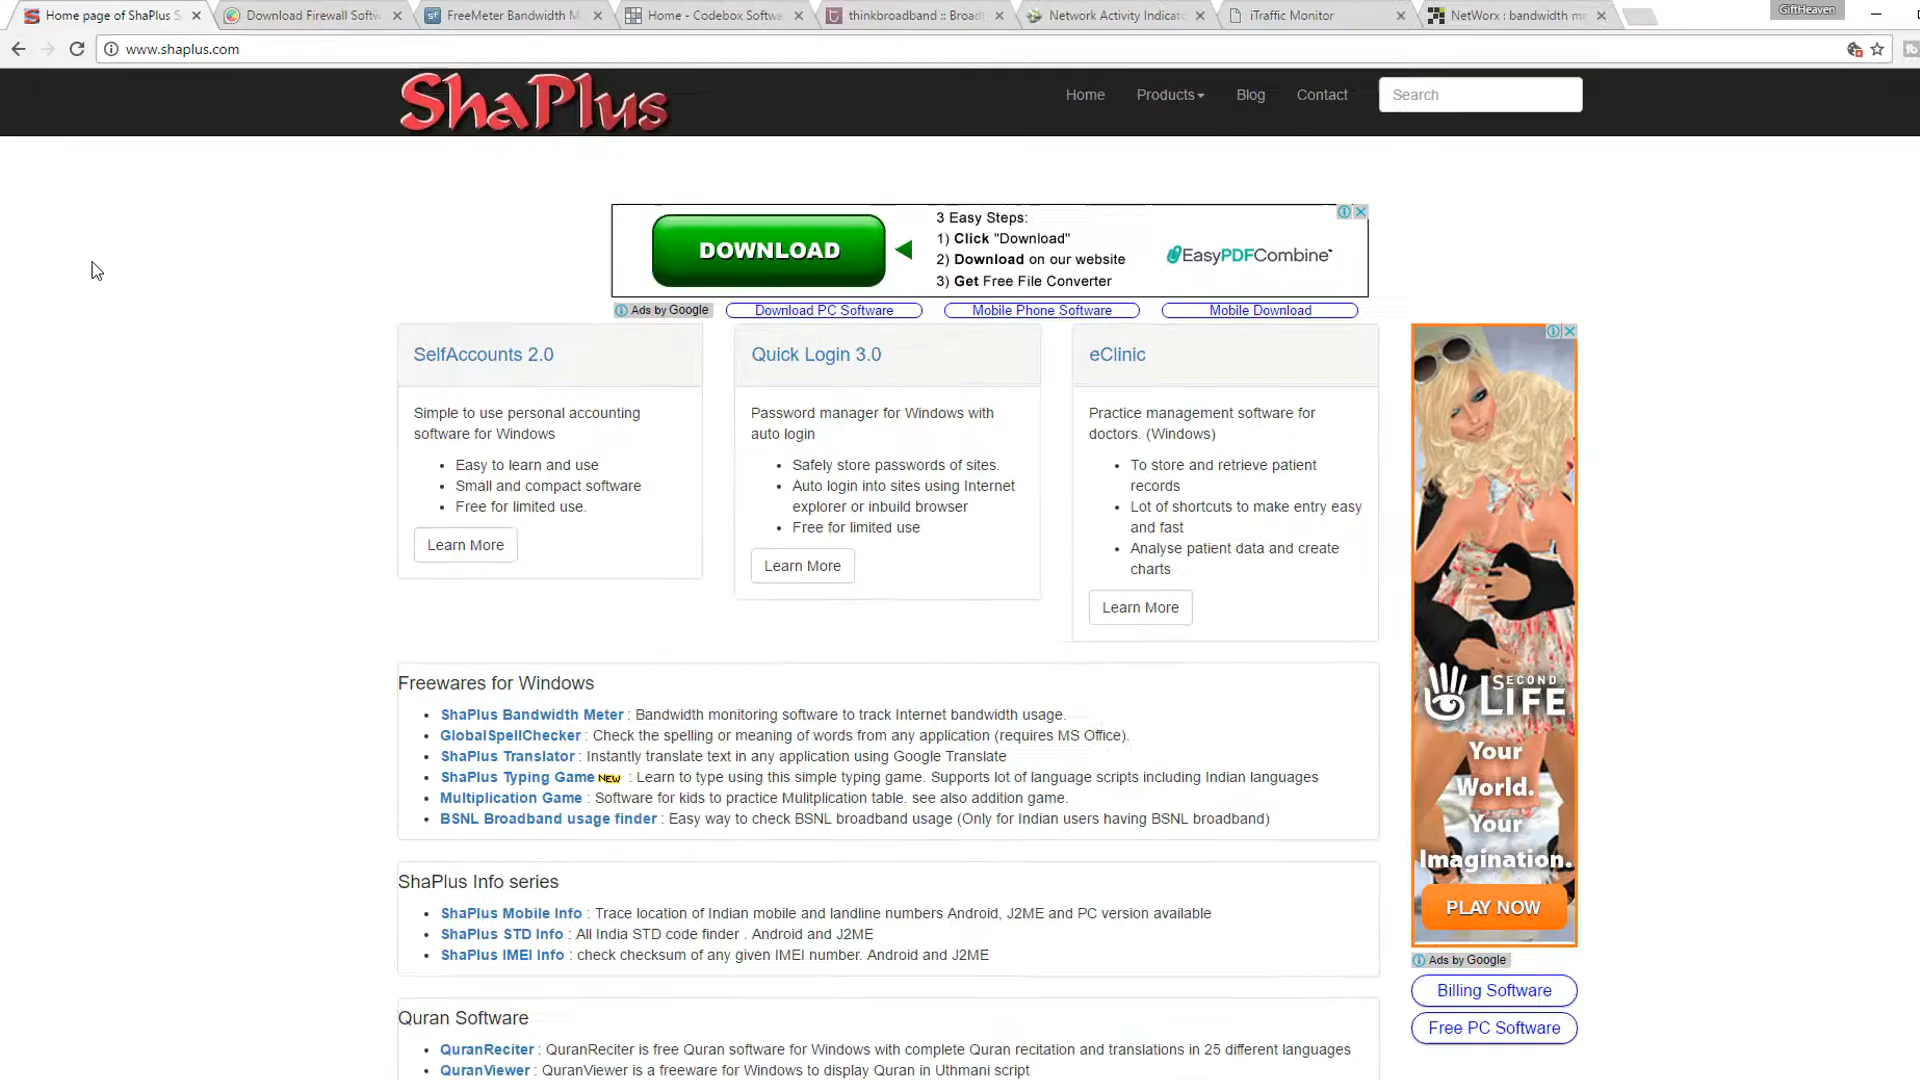 Home page of ShaPlus S
Download Firewall Softw
FreeMeter Bandwidth M
Home - Codebox Softwa
thinkbroadband :: Broad
Network Activity Indicat
iTraffic Monitor
NetWorx : bandwidth mo
GiftHeaven
www.shaplus.com
ShaPlus
Home
Products
Blog
Contact
Search
DOWNLOAD
3 Easy Steps:
1) Click "Download"
2) Download on our website
3) Get Free File Converter
EasyPDFCombine™
Ads by Google
Download PC Software
Mobile Phone Software
Mobile Download
SelfAccounts 2.0
Simple to use personal accounting
software for Windows
• Easy to learn and use
• Small and compact software
• Free for limited use.
Learn More
Quick Login 3.0
Password manager for Windows with
auto login
• Safely store passwords of sites.
• Auto login into sites using Internet
explorer or inbuild browser
• Free for limited use
Learn More
eClinic
Practice management software for
doctors. (Windows)
• To store and retrieve patient
records
• Lot of shortcuts to make entry easy
and fast
• Analyse patient data and create
charts
Learn More
Freewares for Windows
• ShaPlus Bandwidth Meter : Bandwidth monitoring software to track Internet bandwidth usage.
• GlobalSpellChecker : Check the spelling or meaning of words from any application (requires MS Office).
• ShaPlus Translator : Instantly translate text in any application using Google Translate
• ShaPlus Typing Game NEW : Learn to type using this simple typing game. Supports lot of language scripts including Indian languages
• Multiplication Game : Software for kids to practice Mulitplication table. see also addition game.
• BSNL Broadband usage finder : Easy way to check BSNL broadband usage (Only for Indian users having BSNL broadband)
ShaPlus Info series
• ShaPlus Mobile Info : Trace location of Indian mobile and landline numbers Android, J2ME and PC version available
• ShaPlus STD Info : All India STD code finder . Android and J2ME
• ShaPlus IMEI Info : check checksum of any given IMEI number. Android and J2ME
Quran Software
• QuranReciter : QuranReciter is free Quran software for Windows with complete Quran recitation and translations in 25 different languages
• QuranViewer : QuranViewer is a freeware for Windows to display Quran in Uthmani script
SECOND
LIFE
Your
World.
Your
Imagination.
PLAY NOW
Ads by Google
Billing Software
Free PC Software